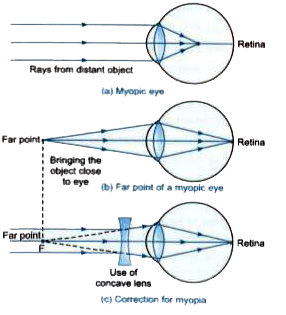 Retina
Rays from distant object
(a) Myopic eye
Far point
Retina
Bringing the
object close
to eye
(b) Far point of a myopic eye
Far point
F
Retina
Use of
concave lens
(c) Correction for myopia